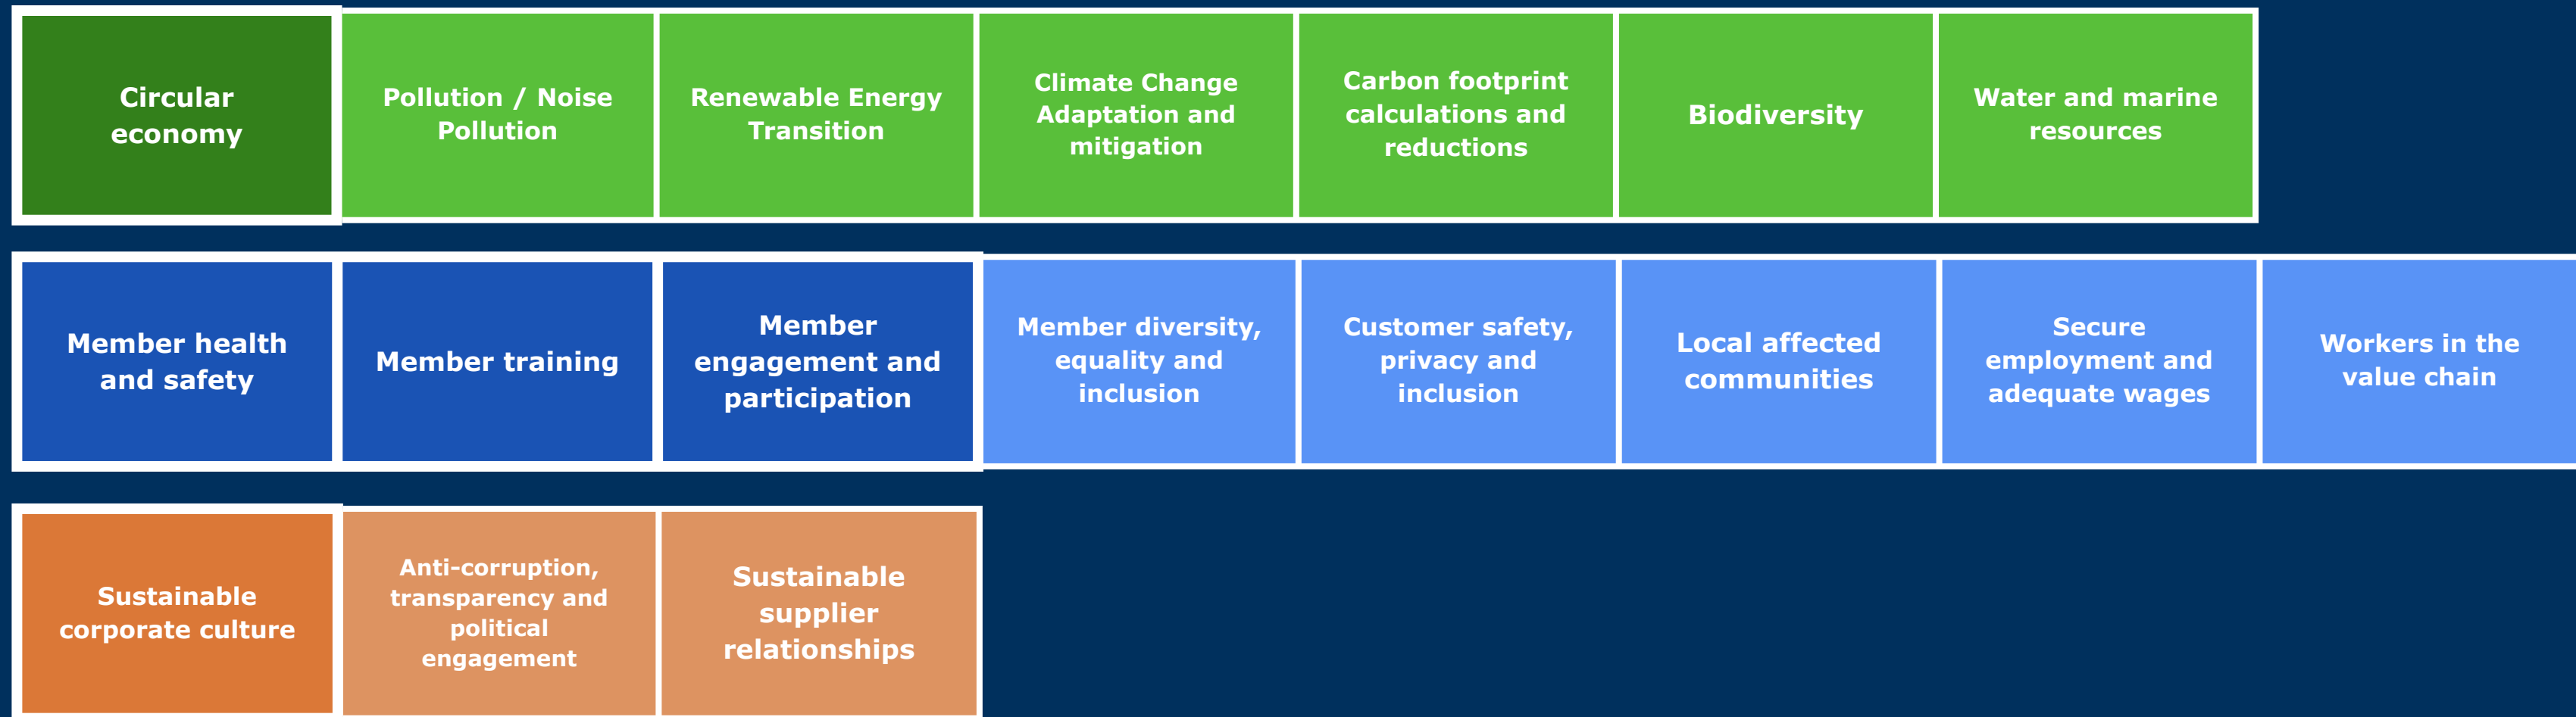 Circular
economy
Pollution / Noise
Pollution
Renewable Energy
Transition
Climate Change
Adaptation and
mitigation
Carbon footprint
calculations and
reductions
Biodiversity
Water and marine
resources
Member health
and safety
Member training
Member
engagement and
participation
Member diversity,
equality and
inclusion
Customer safety,
privacy and
inclusion
Local affected
communities
Secure
employment and
adequate wages
Workers in the
value chain
Sustainable
corporate culture
Anti-corruption,
transparency and
political
engagement
Sustainable
supplier
relationships